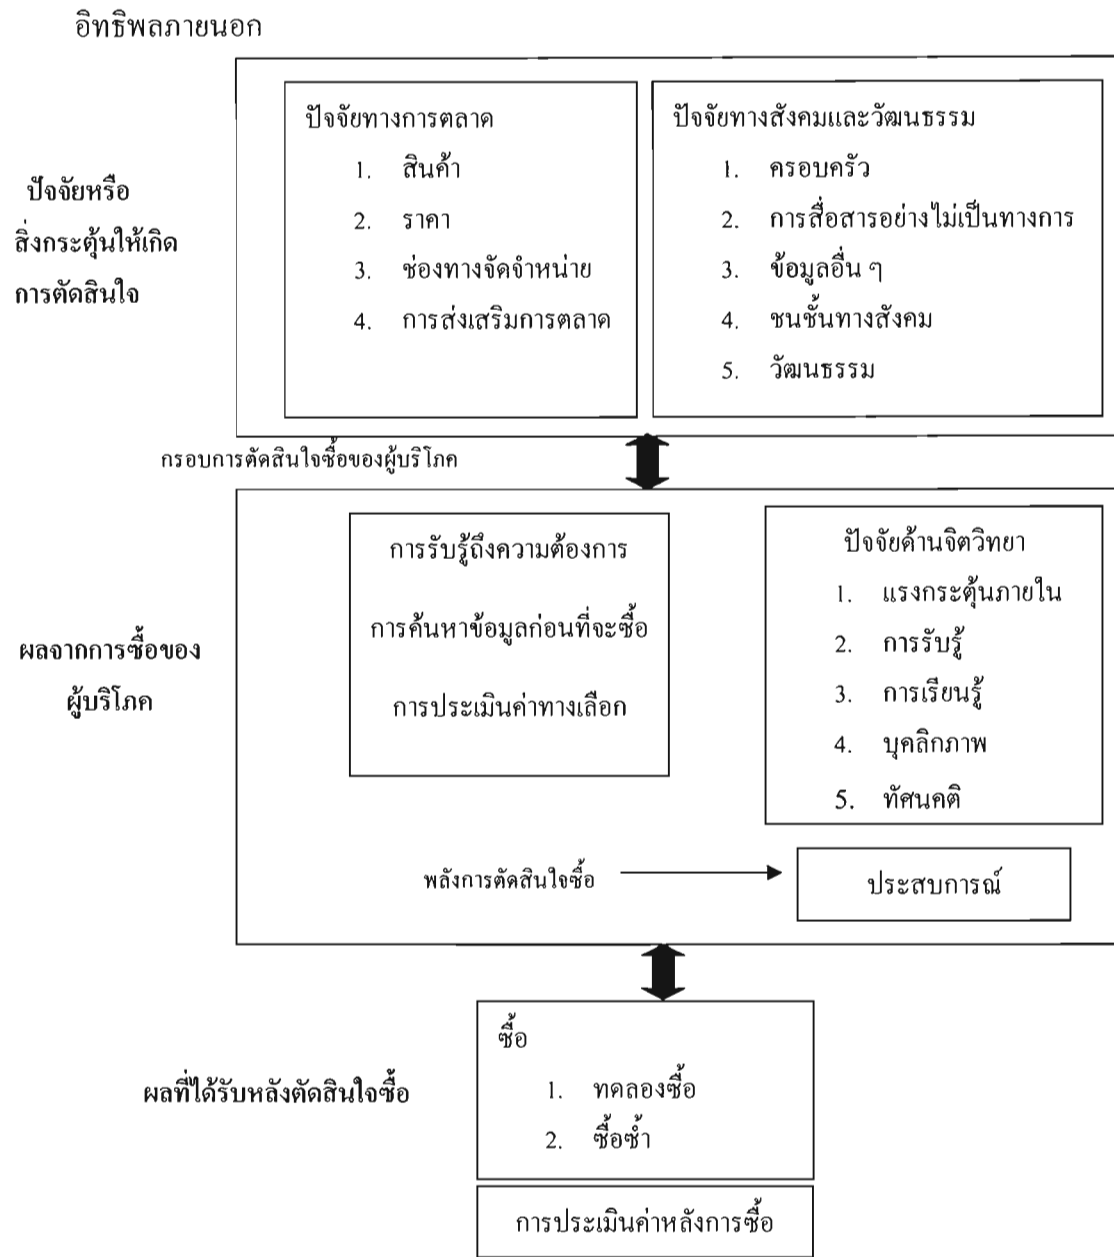 อิทธิพลภายนอก
ปัจจัยหรือ
สิ่งกระตุ้นให้เกิด
การตัดสินใจ
ปัจจัยทางการตลาด
1. สินค้า
2. ราคา
3. ช่องทางจัดจำหน่าย
4. การส่งเสริมการตลาด
ปัจจัยทางสังคมและวัฒนธรรม
1. ครอบครัว
2. การสื่อสารอย่างไม่เป็นทางการ
3. ข้อมูลอื่น ๆ
4. ชนชั้นทางสังคม
5. วัฒนธรรม
กรอบการตัดสินใจซื้อของผู้บริโภค
ผลจากการซื้อของ
ผู้บริโภค
การรับรู้ถึงความต้องการ
การค้นหาข้อมูลก่อนที่จะซื้อ
การประเมินค่าทางเลือก
ปัจจัยด้านจิตวิทยา
1. แรงกระตุ้นภายใน
2. การรับรู้
3. การเรียนรู้
4. บุคลิกภาพ
5. ทัศนคติ
พลังการตัดสินใจซื้อ
ประสบการณ์
ผลที่ได้รับหลังตัดสินใจซื้อ
ซื้อ
1. ทดลองซื้อ
2. ซื้อซ้ำ
การประเมินค่าหลังการซื้อ